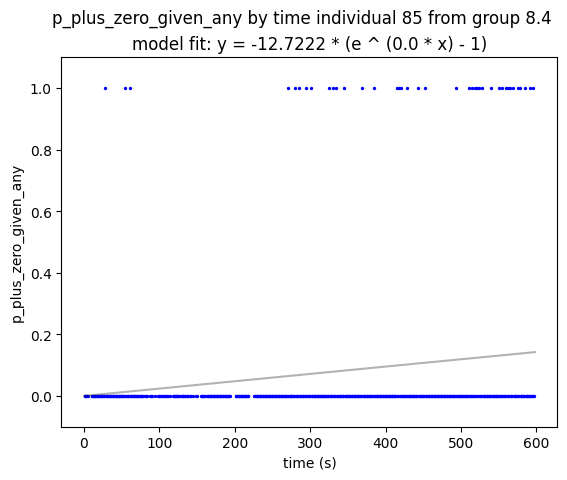 p_plus_zero_given_any by time individual 85 from group 8.4
model fit: y = -12.7222 * (e ^ (0.0 * x) - 1)
1.0
0.8
0.6
0.4
0.2
0.0
p_plus_zero_given_any
0 100 200 300 400 500 600
time (s)